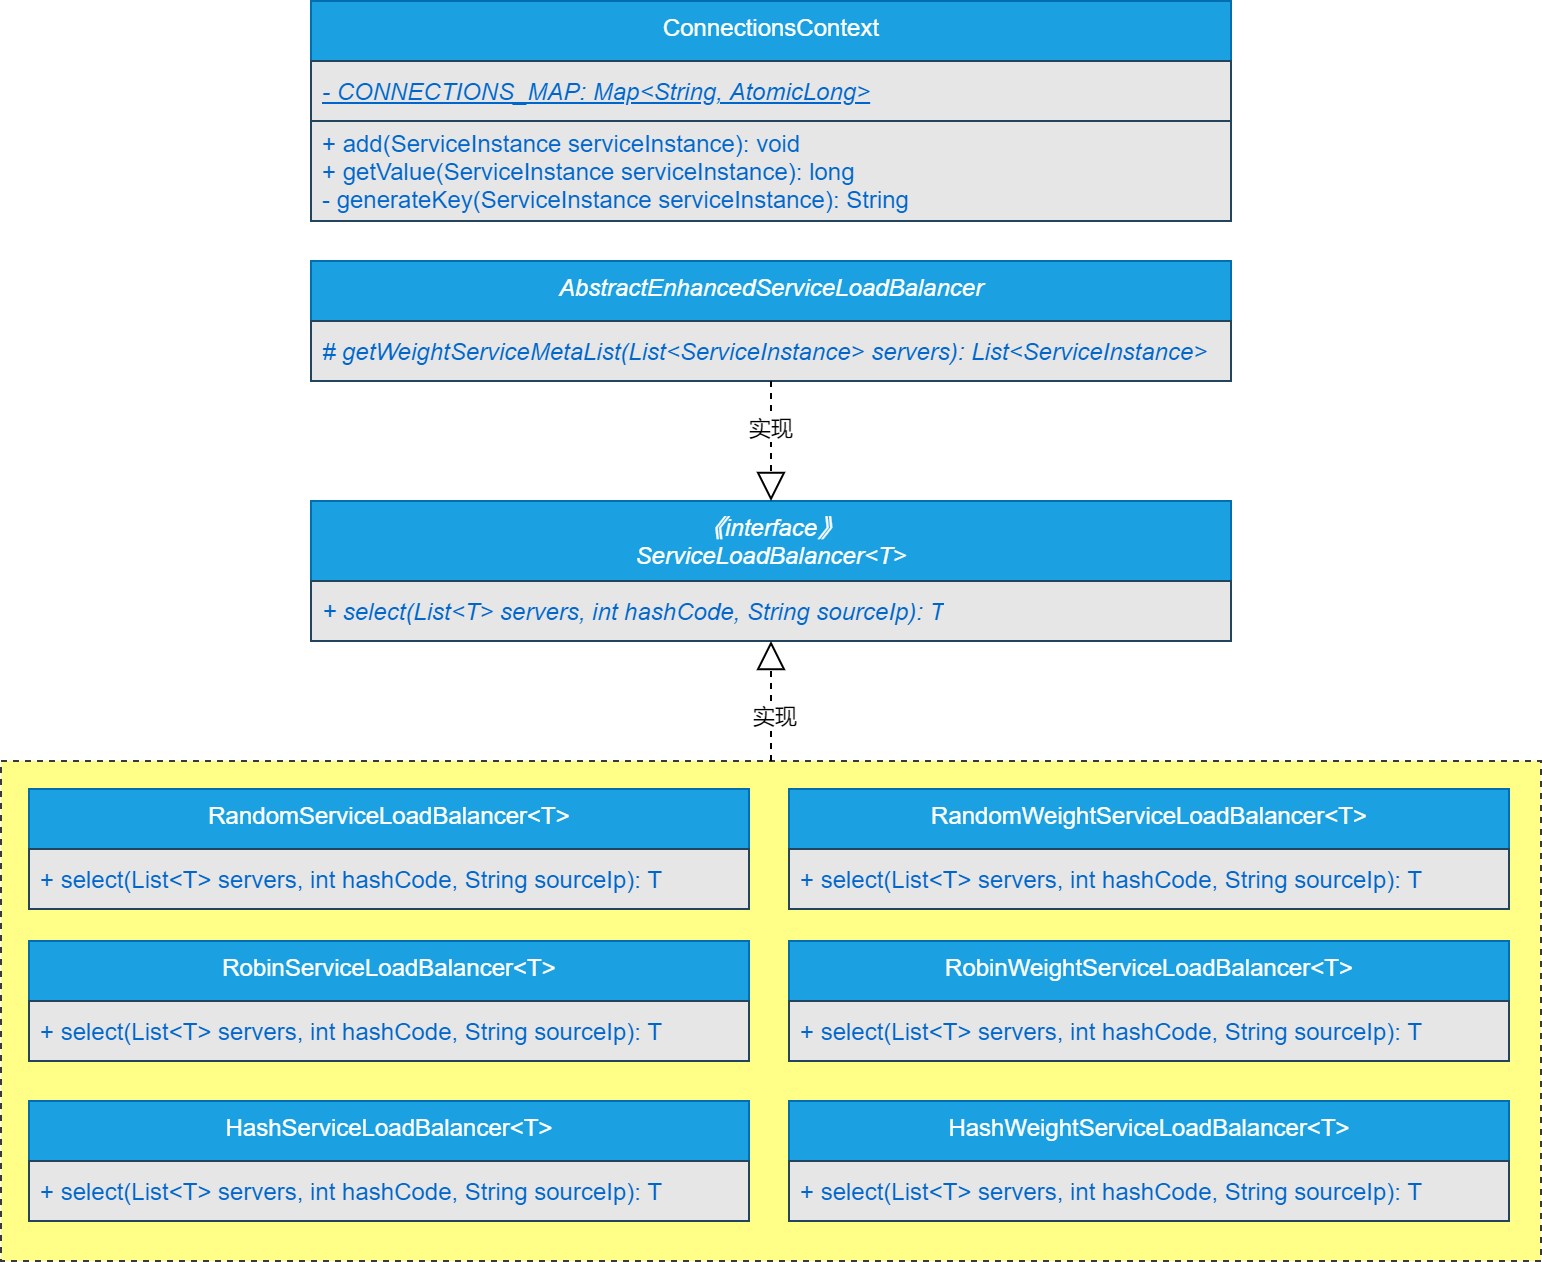 ConnectionsContext
- CONNECTIONS_MAP: Map<String, AtomicLong>
+ add(ServiceInstance serviceInstance): void
+ getValue(ServiceInstance serviceInstance): long
- generateKey(ServiceInstance serviceInstance): String
AbstractEnhancedServiceLoadBalancer
# getWeightServiceMetaList(List<ServiceInstance> servers): List<ServiceInstance>
实现
《interface》
ServiceLoadBalancer<T>
+ select(List<T> servers, int hashCode, String sourceIp): T
实现
RandomServiceLoadBalancer<T>
+ select(List<T> servers, int hashCode, String sourceIp): T
RandomWeightServiceLoadBalancer<T>
+ select(List<T> servers, int hashCode, String sourceIp): T
RobinServiceLoadBalancer<T>
+ select(List<T> servers, int hashCode, String sourceIp): T
RobinWeightServiceLoadBalancer<T>
+ select(List<T> servers, int hashCode, String sourceIp): T
HashServiceLoadBalancer<T>
+ select(List<T> servers, int hashCode, String sourceIp): T
HashWeightServiceLoadBalancer<T>
+ select(List<T> servers, int hashCode, String sourceIp): T